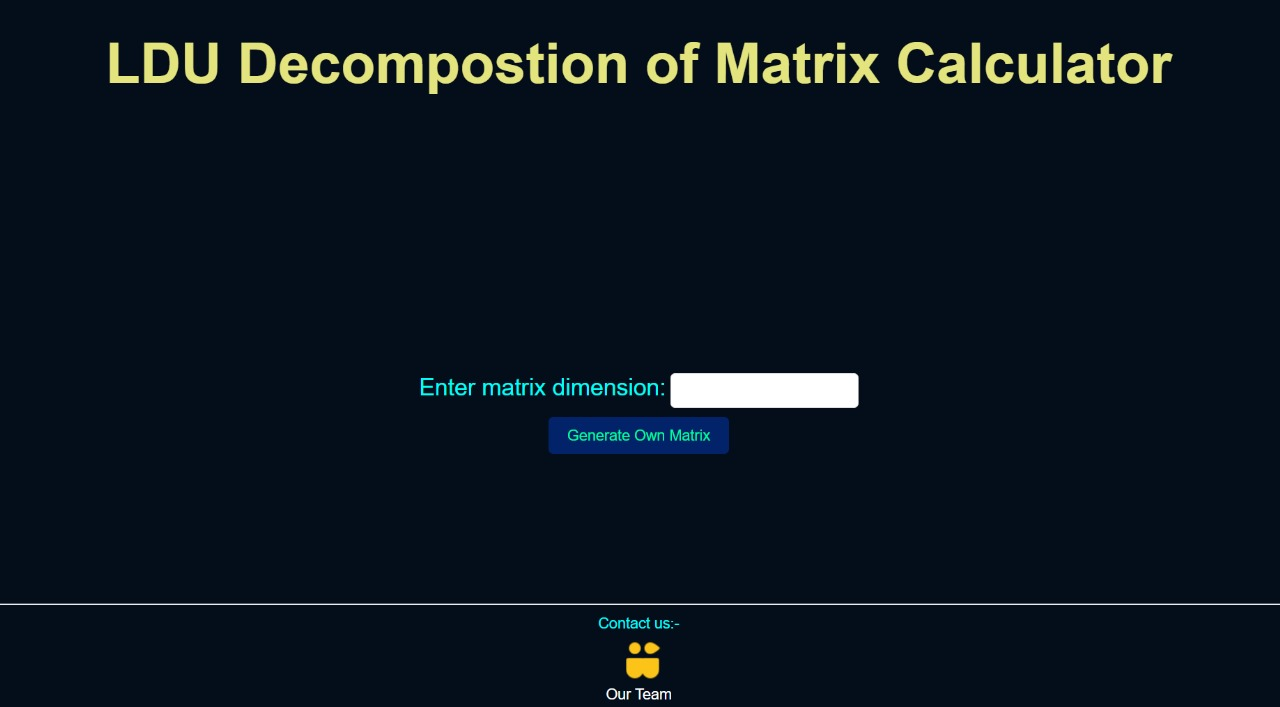 LDU Decompostion of Matrix Calculator
Enter matrix dimension:
Generate Own Matrix
Contact us:-
Our Team